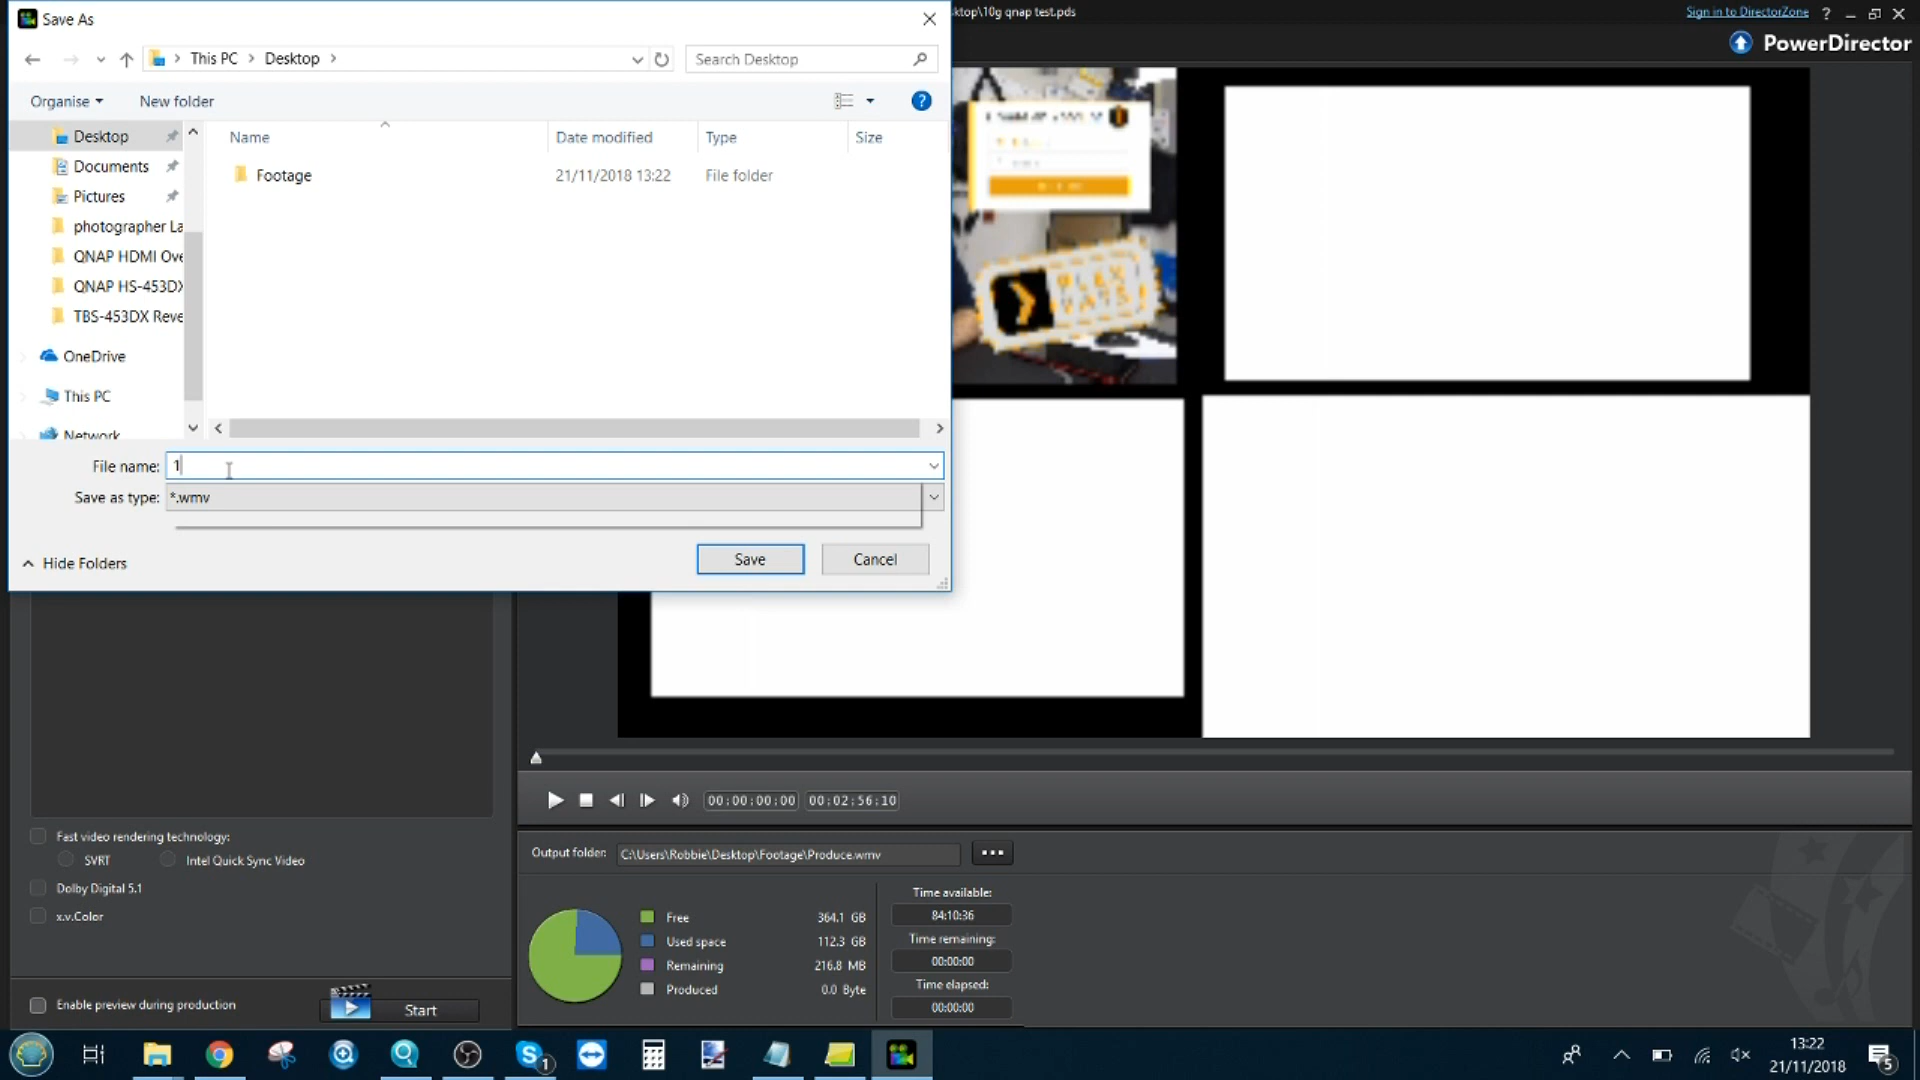 Save As
ktop\10g qnap test.pds
Sign in to DirectorZone
?
PowerDirector
This PC
Desktop
Search Desktop
Organise
New folder
?
Desktop
Documents
Pictures
photographer La
QNAP HDMI Ove
QNAP HS-453DX
TBS-453DX Reve
OneDrive
This PC
Network
Name
Date modified
Type
Size
Footage
21/11/2018 13:22
File folder
File name:
1
Save as type:
*.wmv
Hide Folders
Save
Cancel
00:00:00:00
00:02:56:10
Fast video rendering technology:
SVRT
Intel Quick Sync Video
Dolby Digital 5.1
x.v.Color
Enable preview during production
Start
Output folder:
C:\Users\Robbie\Desktop\Footage\Produce.wmv
Free 364.1 GB
Used space 112.3 GB
Remaining 216.8 MB
Produced 0.0 Byte
Time available:
84:10:36
Time remaining:
00:00:00
Time elapsed:
00:00:00
1
13:22
21/11/2018
5